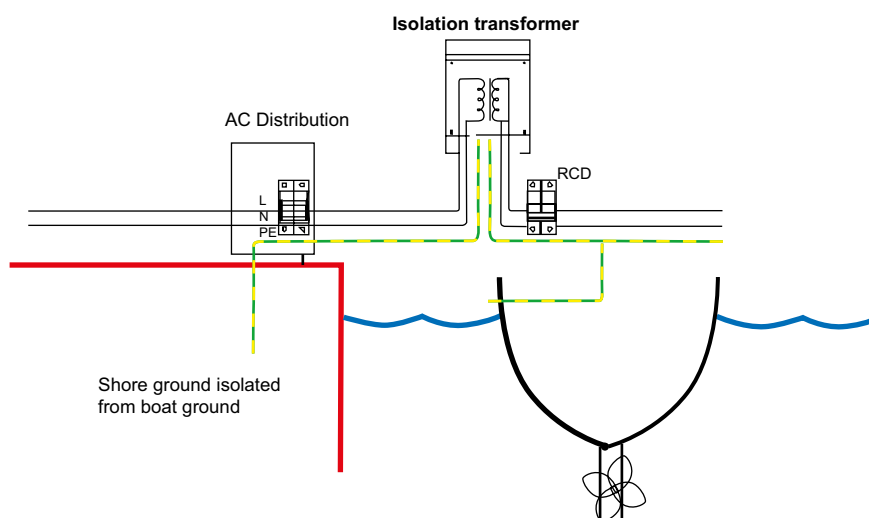 Isolation transformer
AC Distribution
RCD
L
N
PE
Shore ground isolated
from boat ground